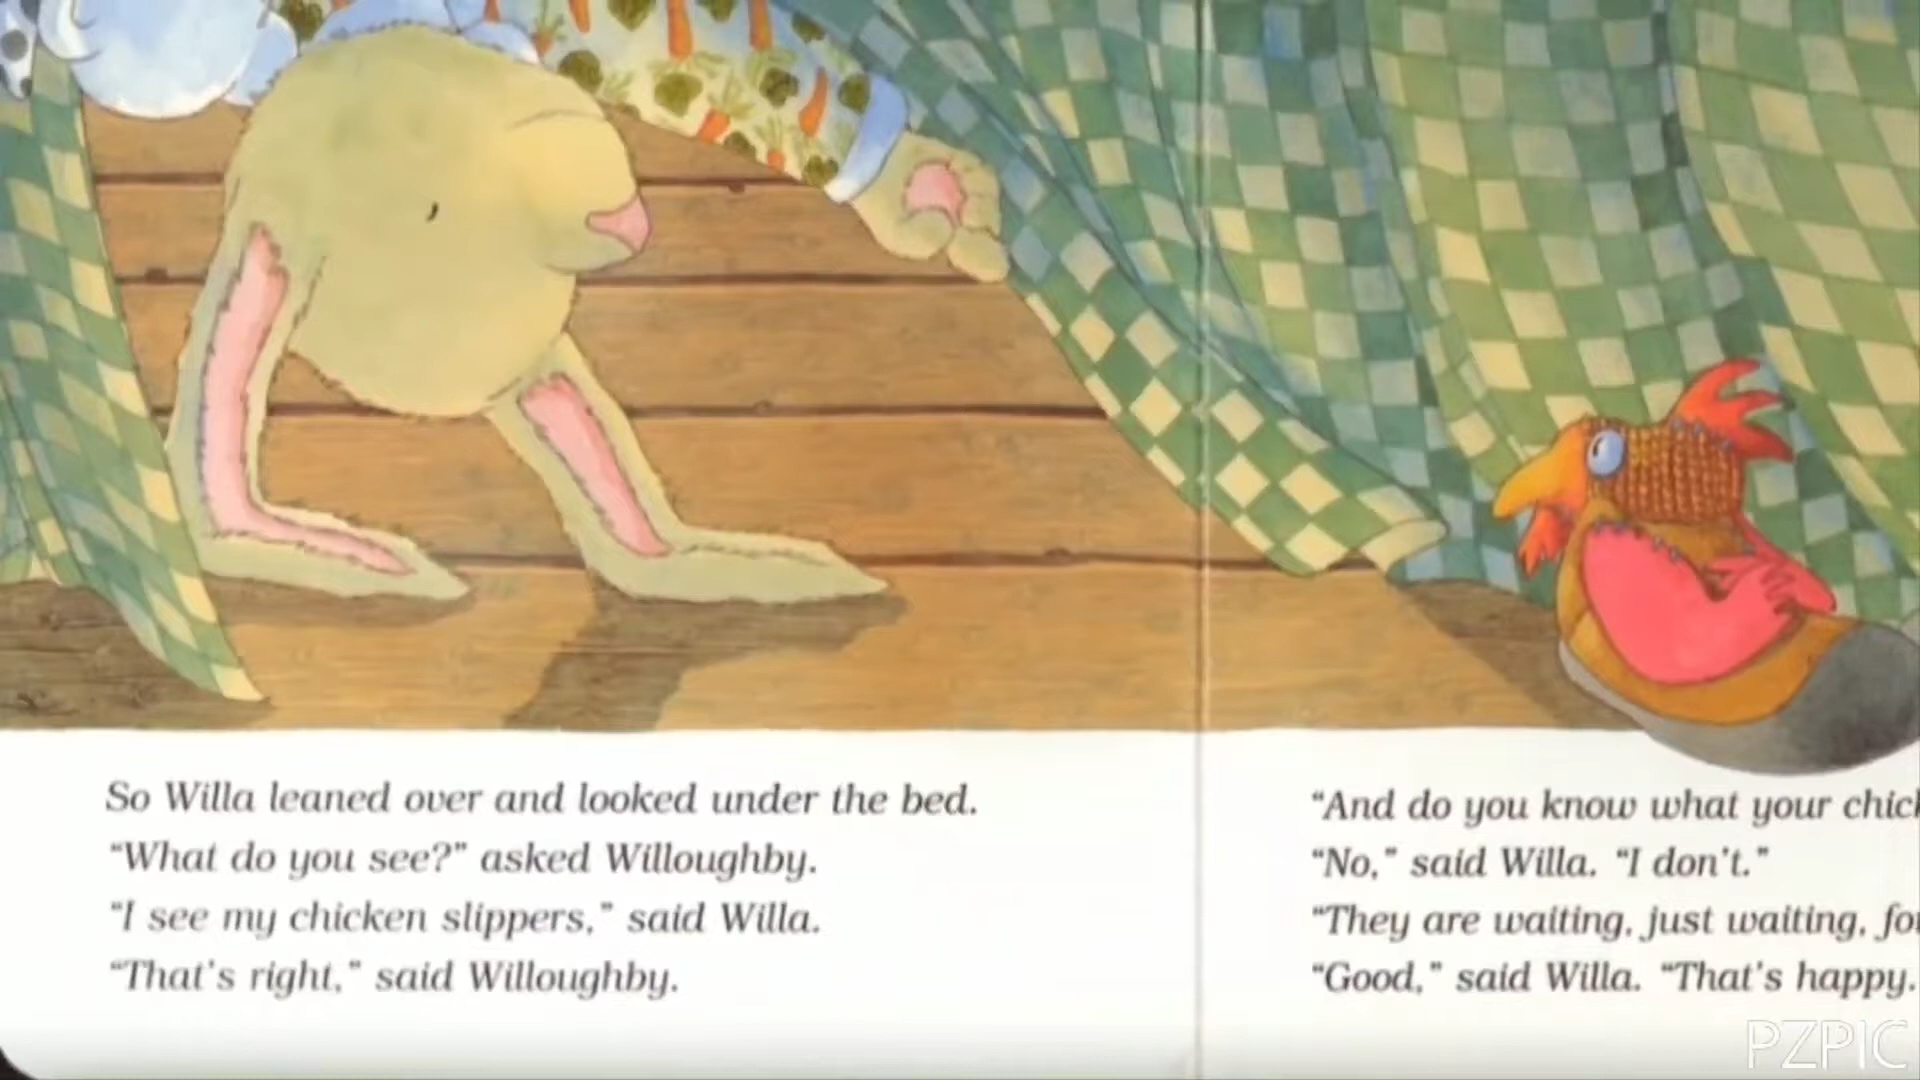 So Willa leaned over and looked under the bed.
“What do you see?” asked Willoughby.
“I see my chicken slippers,” said Willa.
“That's right,” said Willoughby.
“And do you know what your
“No,” said Willa. “I don't.”
“They are waiting, just waiting,
“Good,” said Willa. “That's happy.
PZPIC